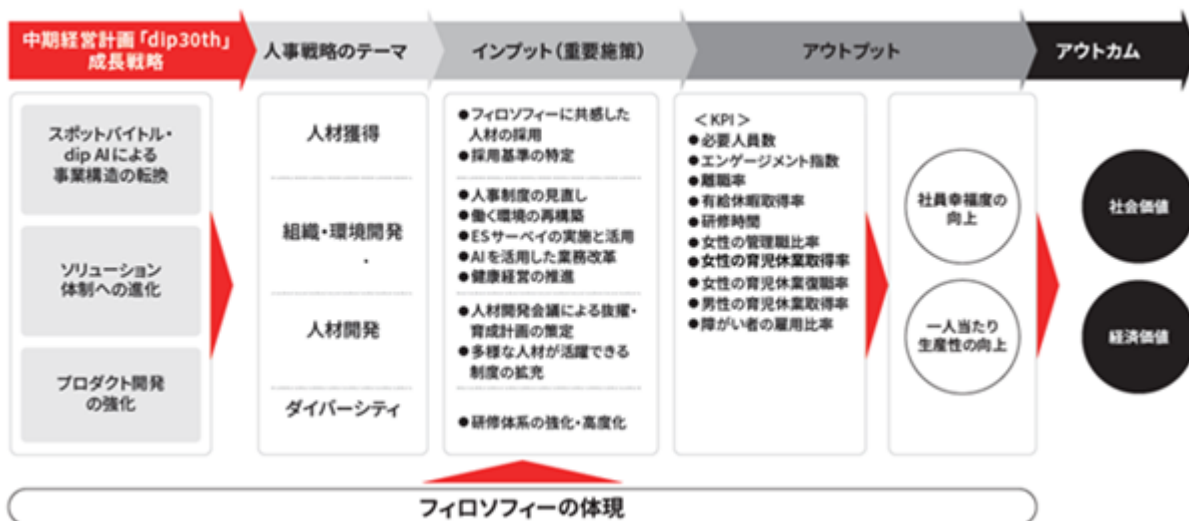 中期経営計画「dip30th」
成長戦略
人事戦略のテーマ
インプット（重要施策）
アウトプット
アウトカム
スポットバイトル・
dip AIによる
事業構造の転換
ソリューション
体制への進化
プロダクト開発
の強化
人材獲得
組織・環境開発
・
人材開発
ダイバーシティ
●フィロソフィーに共感した
人材の採用
●採用基準の特定
●人事制度の見直し
●働く環境の再構築
●ESサーベイの実施と活用
●AIを活用した業務改革
●健康経営の推進
●人材開発会議による抜擢・
育成計画の策定
●多様な人材が活躍できる
制度の拡充
●研修体系の強化・高度化
＜KPI＞
●必要人員数
●エンゲージメント指数
●離職率
●有給休暇取得率
●研修時間
●女性の管理職比率
●女性の育児休業取得率
●女性の育児休業復職率
●男性の育児休業取得率
●障がい者の雇用比率
社員幸福度の
向上
一人当たり
生産性の向上
社会価値
経済価値
フィロソフィーの体現